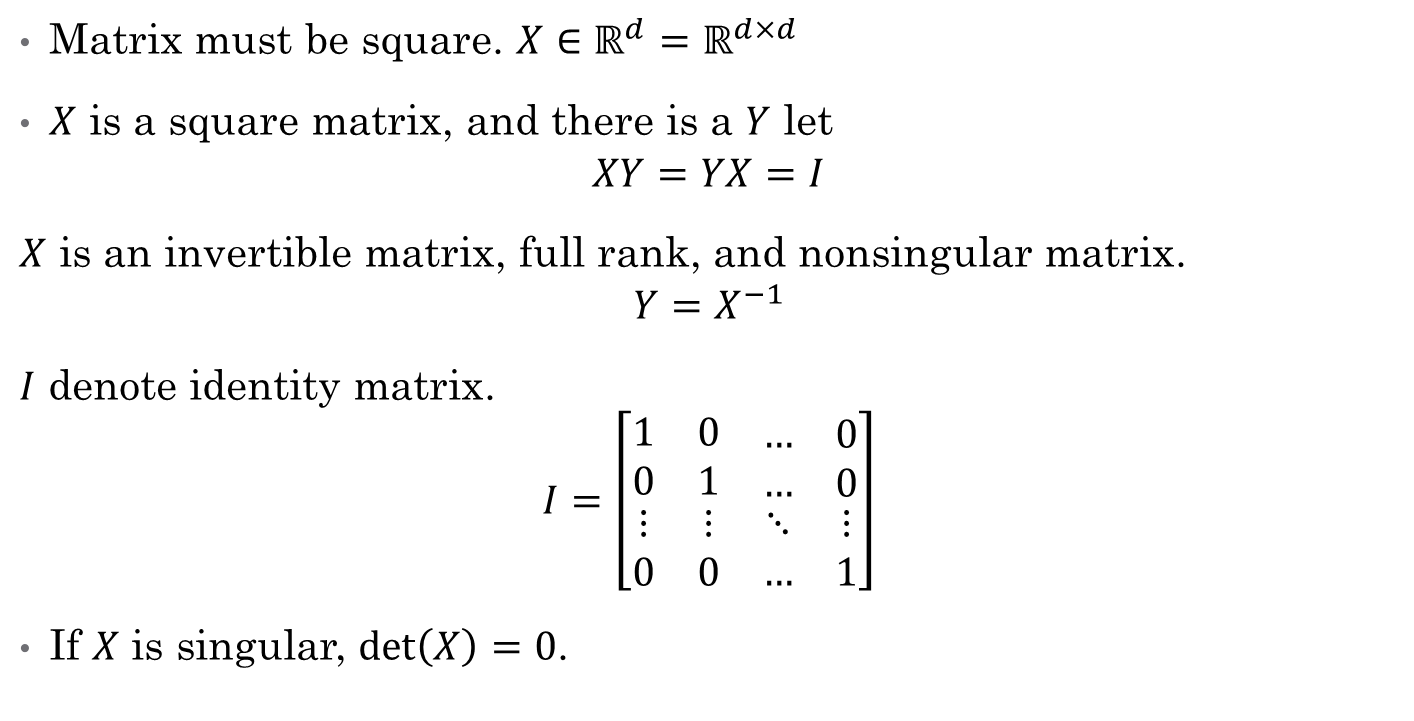 • Matrix must be square. X ∈ ℝ^d = ℝ^{d×d}
• X is a square matrix, and there is a Y let
XY = YX = I
X is an invertible matrix, full rank, and nonsingular matrix.
Y = X^{−1}
I denote identity matrix.
I = [1 0 … 0
0 1 … 0
⋮ ⋮ ⋱ ⋮
0 0 … 1]
• If X is singular, det(X) = 0.